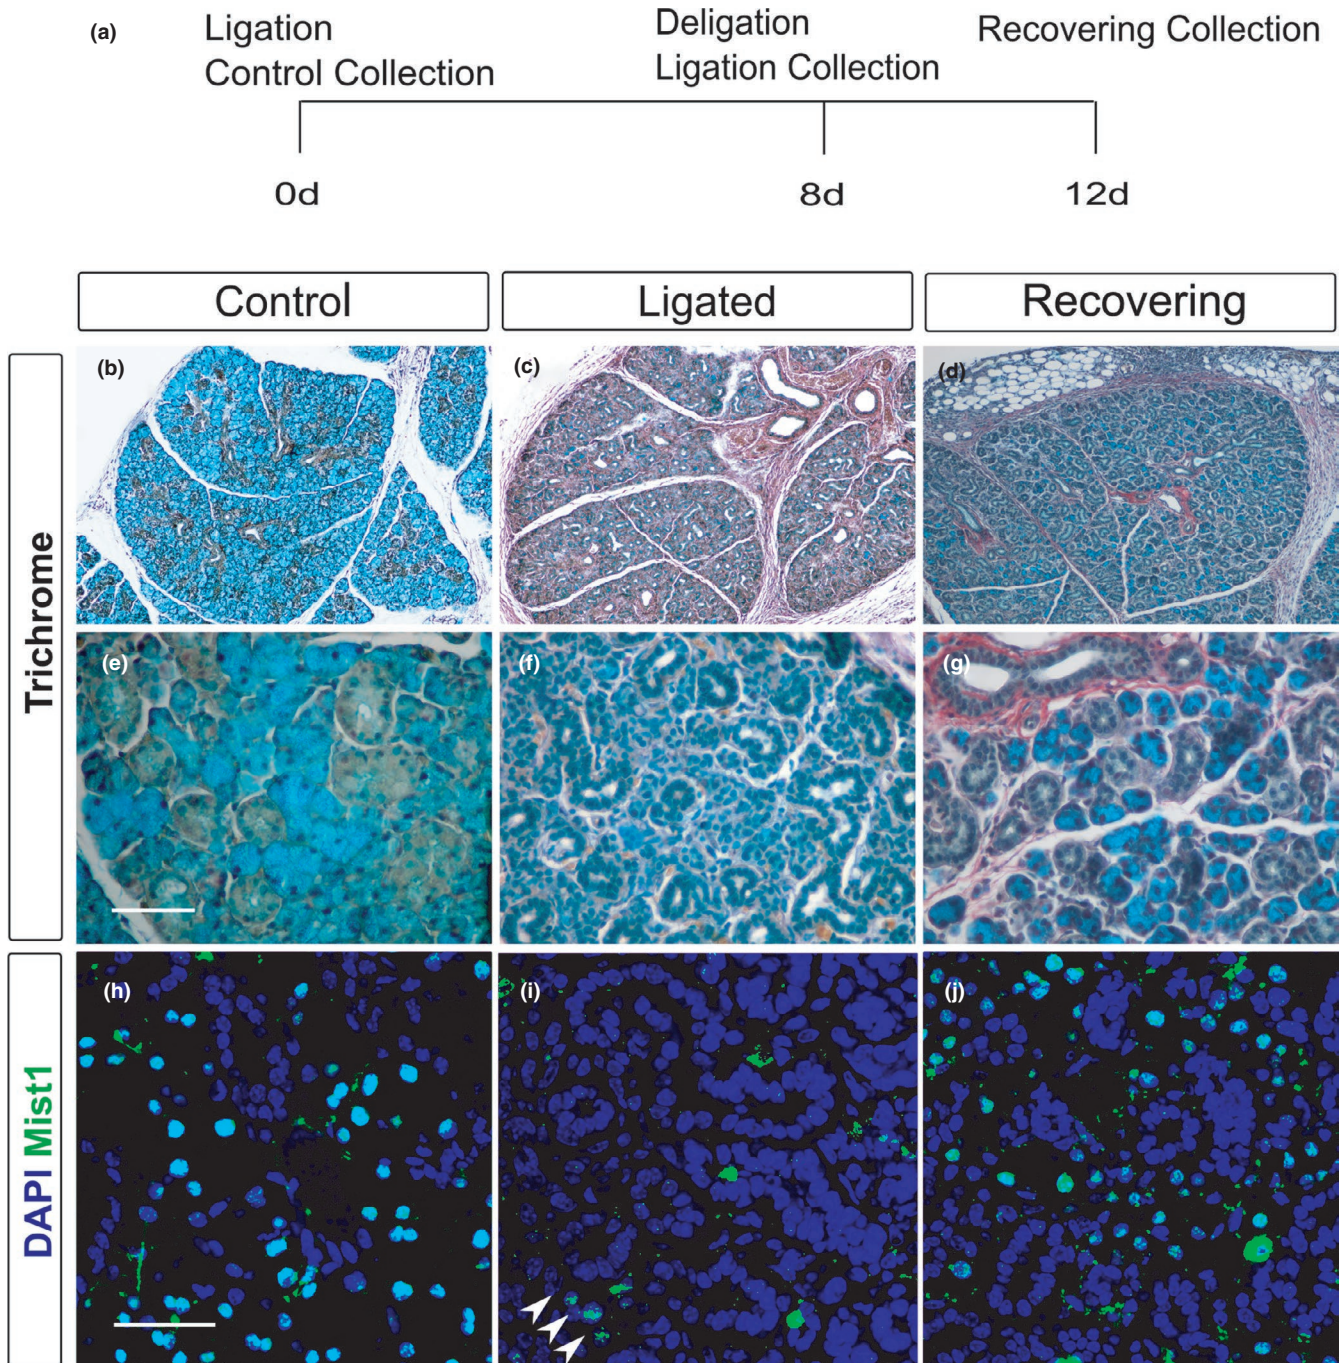 (a)
Ligation
Control Collection
Deligation
Ligation Collection
Recovering Collection
0d
8d
12d
Control
Ligated
Recovering
Trichrome
(b)
(c)
(d)
(e)
(f)
(g)
DAPI Mist1
(h)
(i)
(j)